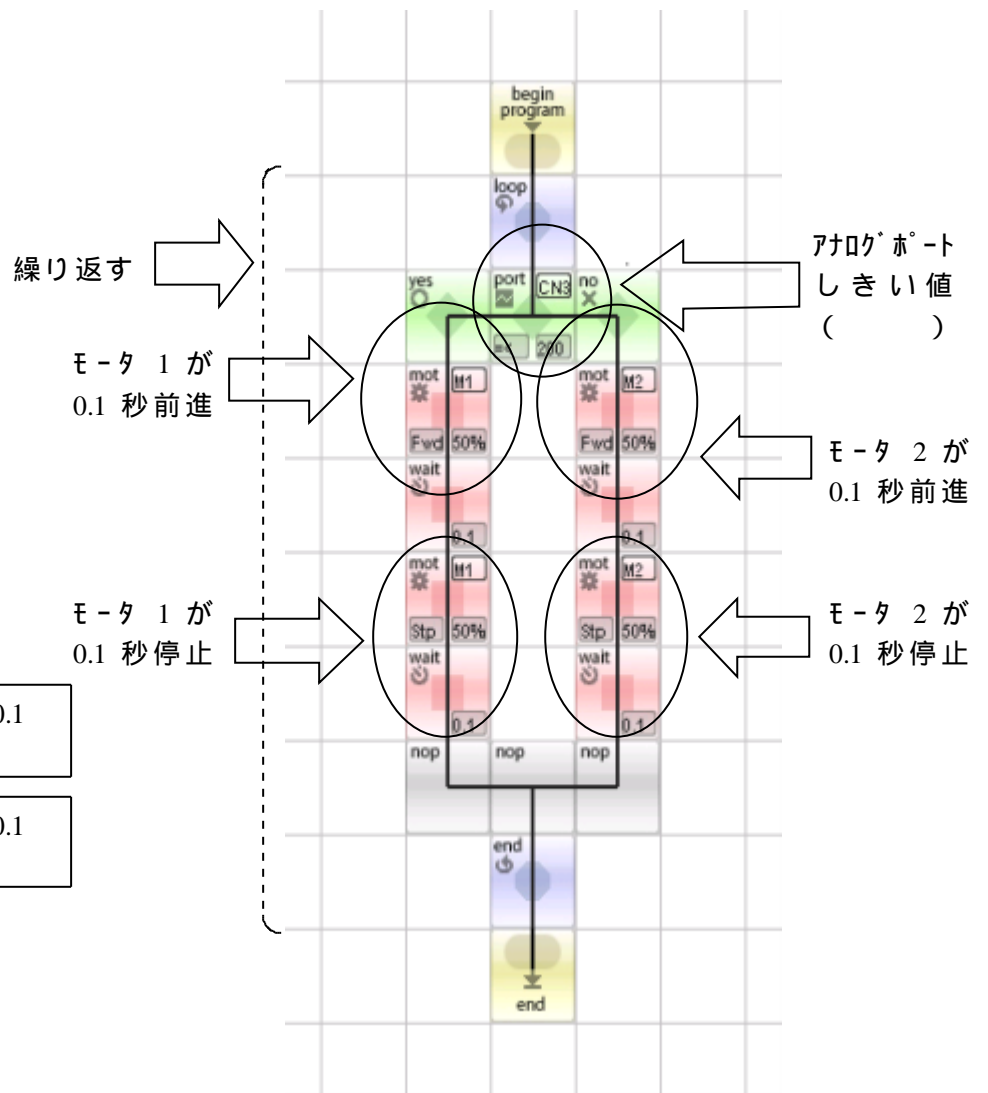 begin
program
loop
繰り返す
アナログポート
しきい値
(　　　)
yes port CN3 no
=< 200
モータ 1 が
0.1 秒前進
mot M1
Fwd 50%
wait
0.1
mot M2
Fwd 50%
wait
0.1
モータ 2 が
0.1 秒前進
モータ 1 が
0.1 秒停止
mot M1
Stp 50%
wait
0.1
mot M2
Stp 50%
wait
0.1
モータ 2 が
0.1 秒停止
0.1
0.1
nop nop nop
end
end